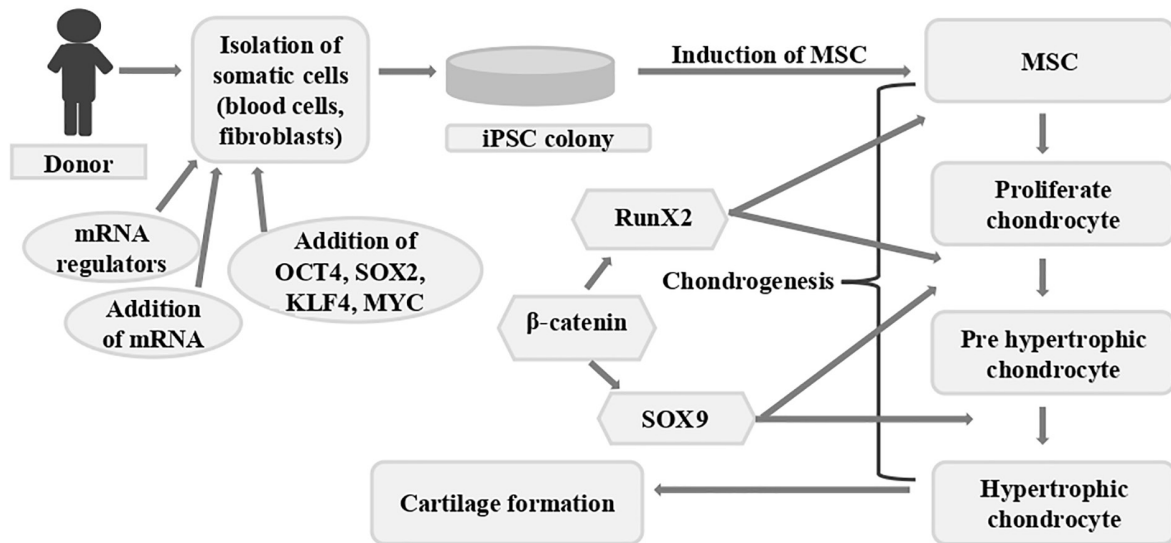 Donor
Isolation of
somatic cells
(blood cells,
fibroblasts)
mRNA
regulators
Addition
of mRNA
Addition of
OCT4, SOX2,
KLF4, MYC
iPSC colony
Induction of MSC
MSC
Proliferate
chondrocyte
Pre hypertrophic
chondrocyte
Hypertrophic
chondrocyte
Chondrogenesis
RunX2
β-catenin
SOX9
Cartilage formation